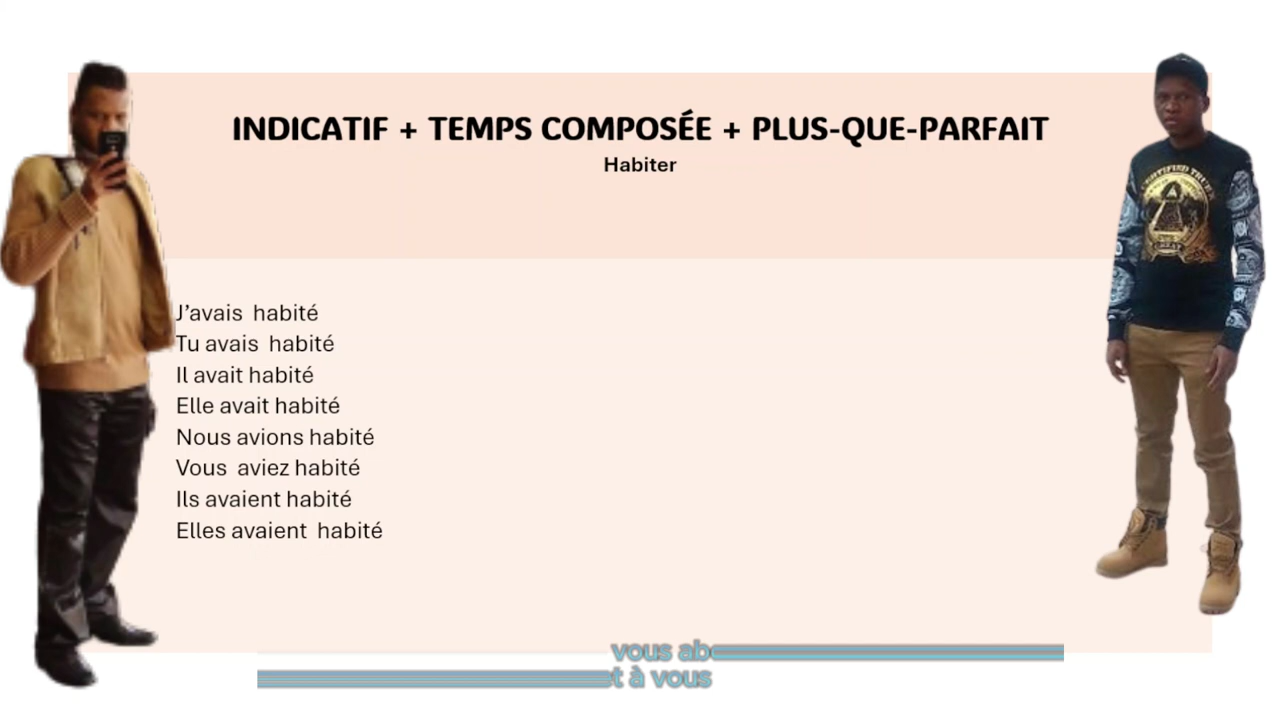 INDICATIF + TEMPS COMPOSÉE + PLUS-QUE-PARFAIT
Habiter
J'avais habité
Tu avais habité
Il avait habité
Elle avait habité
Nous avions habité
Vous aviez habité
Ils avaient habité
Elles avaient habité
vous
à vous